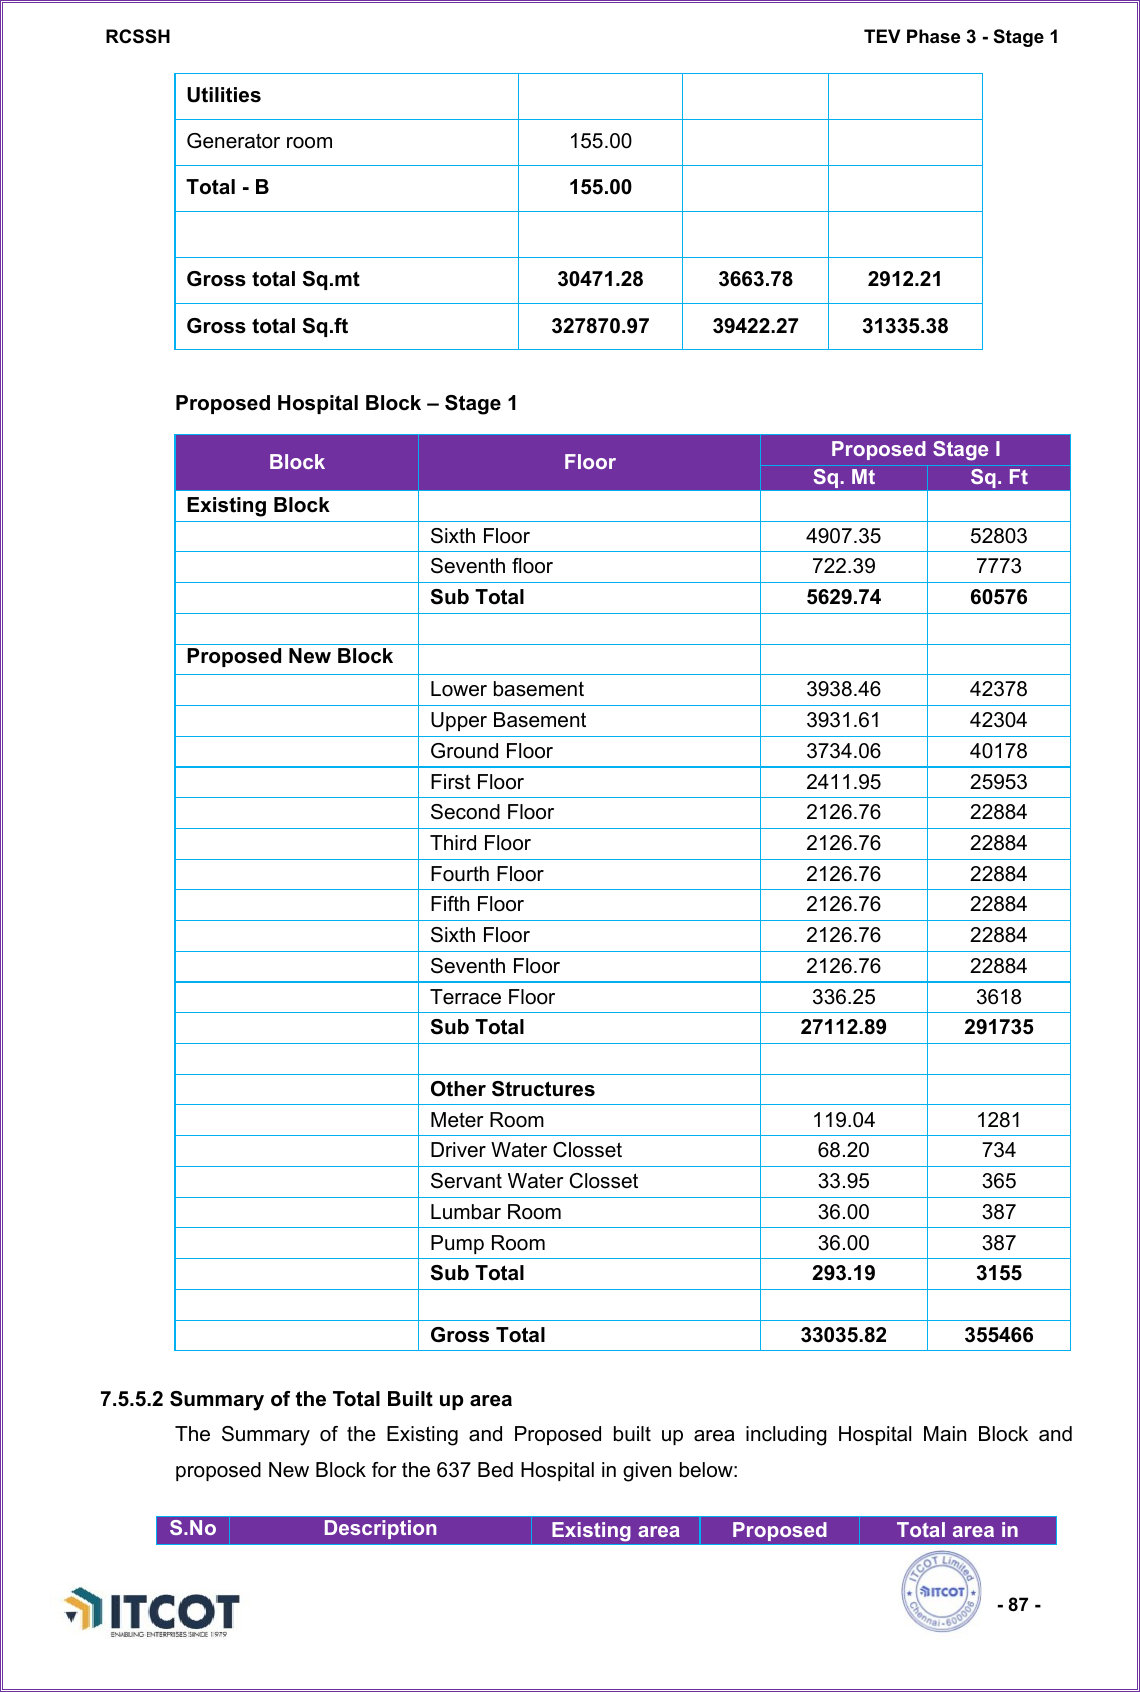 RCSSH TEV Phase 3 - Stage 1
Utilities
Generator room 155.00
Total - B 155.00
Gross total Sq.mt 30471.28 3663.78 2912.21
Gross total Sq.ft 327870.97 39422.27 31335.38
Proposed Hospital Block – Stage 1
Block Floor Proposed Stage I
Sq. Mt Sq. Ft
Existing Block
Sixth Floor 4907.35 52803
Seventh floor 722.39 7773
Sub Total 5629.74 60576
Proposed New Block
Lower basement 3938.46 42378
Upper Basement 3931.61 42304
Ground Floor 3734.06 40178
First Floor 2411.95 25953
Second Floor 2126.76 22884
Third Floor 2126.76 22884
Fourth Floor 2126.76 22884
Fifth Floor 2126.76 22884
Sixth Floor 2126.76 22884
Seventh Floor 2126.76 22884
Terrace Floor 336.25 3618
Sub Total 27112.89 291735
Other Structures
Meter Room 119.04 1281
Driver Water Closset 68.20 734
Servant Water Closset 33.95 365
Lumbar Room 36.00 387
Pump Room 36.00 387
Sub Total 293.19 3155
Gross Total 33035.82 355466
7.5.5.2 Summary of the Total Built up area
The Summary of the Existing and Proposed built up area including Hospital Main Block and
proposed New Block for the 637 Bed Hospital in given below:
S.No Description Existing area Proposed Total area in
ITCOT
ENABLING ENTERPRISES SINCE 1979
ITCOT Limited
ITCOT
Chennai-600006
- 87 -